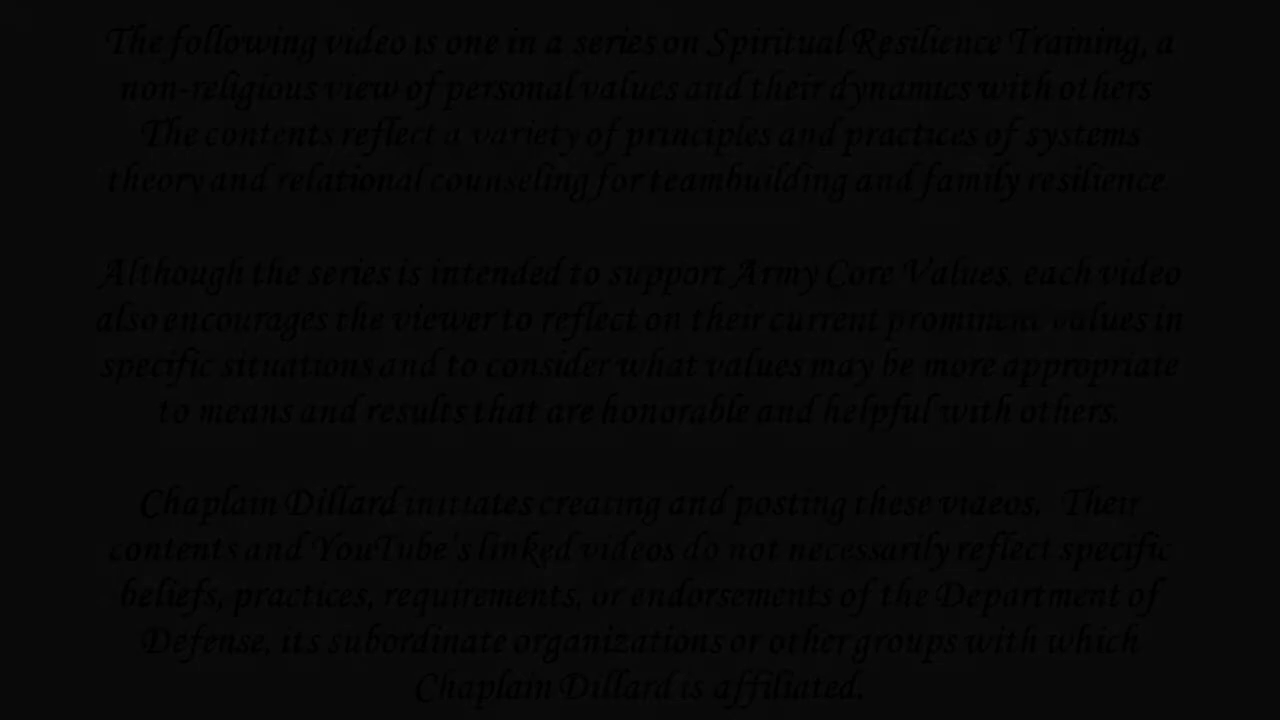 The following video is one in a series on Spiritual Resilience Training, a
non-religious view of personal values and their dynamics with others
The contents reflect a variety of principles and practices of systems
theory and relational counseling for teambuilding and family resilience.
Although the series is intended to support Army Core Values, each video
also encourages the viewer to reflect on their current prominent values in
specific situations and to consider what values may be more appropriate
to means and results that are honorable and helpful with others.
Chaplain Dillard initiates creating and posting these videos. Their
contents and YouTube's linked videos do not necessarily reflect specific
beliefs, practices, requirements, or endorsements of the Department of
Defense, its subordinate organizations or other groups with which
Chaplain Dillard is affiliated.